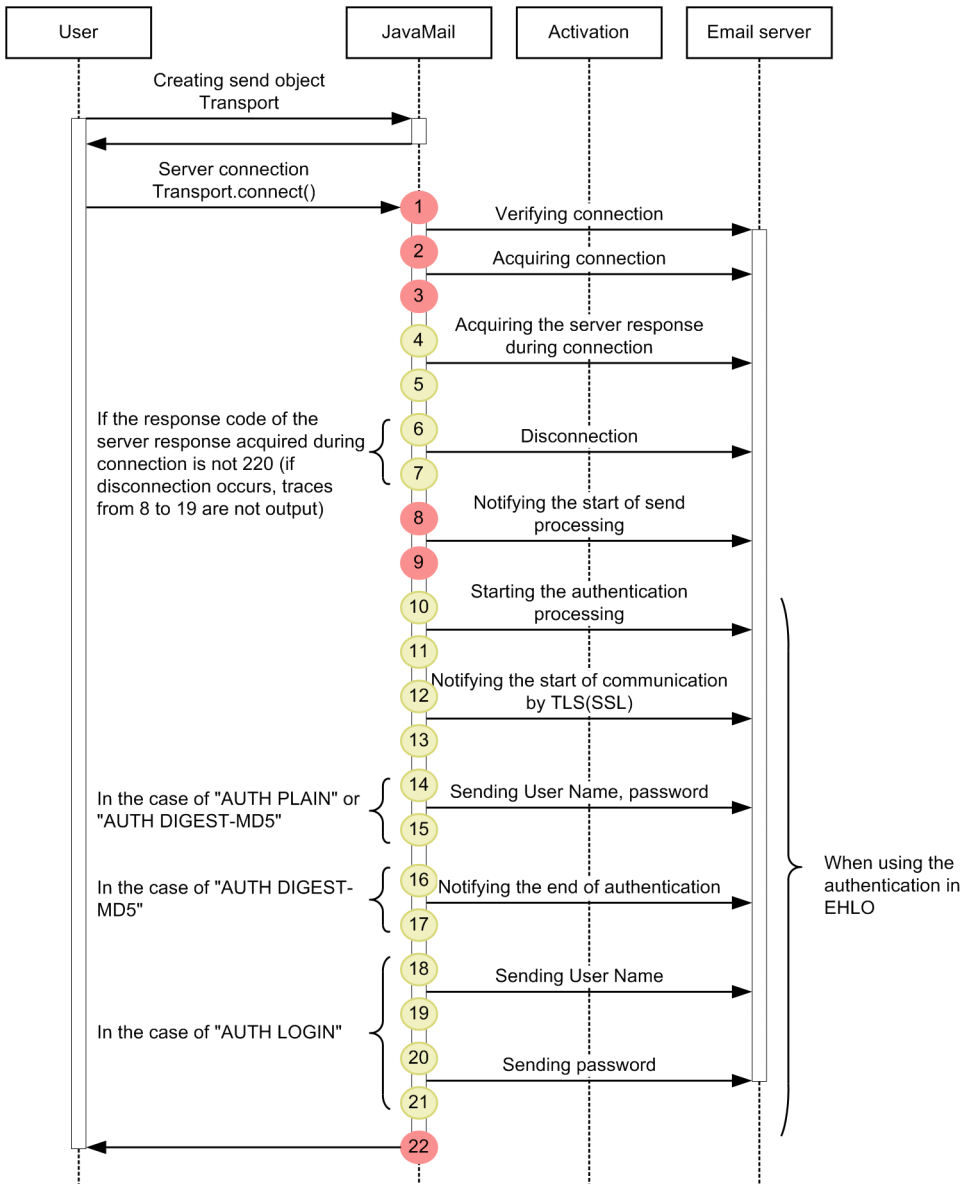 User
JavaMail
Activation
Email server
Creating send object
Transport
Server connection
Transport.connect()
1
Verifying connection
2
Acquiring connection
3
4
Acquiring the server response
during connection
5
If the response code of the
server response acquired during
connection is not 220 (if
disconnection occurs, traces
from 8 to 19 are not output)
6
Disconnection
7
8
Notifying the start of send
processing
9
10
Starting the authentication
processing
11
12
Notifying the start of communication
by TLS(SSL)
13
In the case of "AUTH PLAIN" or
"AUTH DIGEST-MD5"
14
Sending User Name, password
15
In the case of "AUTH DIGEST-
MD5"
16
Notifying the end of authentication
17
When using the
authentication in
EHLO
18
Sending User Name
19
In the case of "AUTH LOGIN"
20
Sending password
21
22